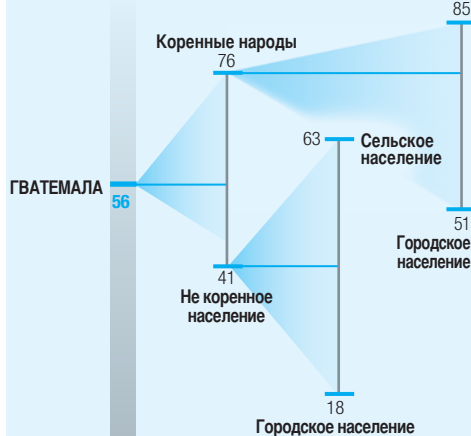 85
Коренные народы
76
63
Сельское
население
ГВАТЕМАЛА
56
51
Городское
население
41
Не коренное
население
18
Городское население